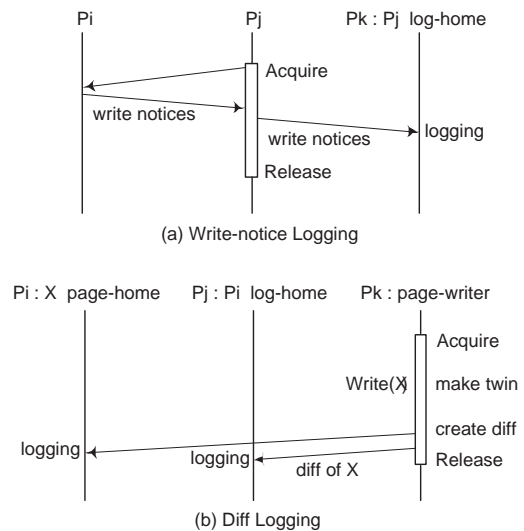 Pi Pj Pk : Pj log-home
Acquire
write notices
write notices
logging
Release
(a) Write-notice Logging
Pi : X page-home Pj : Pi log-home Pk : page-writer
Acquire
Write(X) make twin
create diff
logging
logging
Release
diff of X
(b) Diff Logging